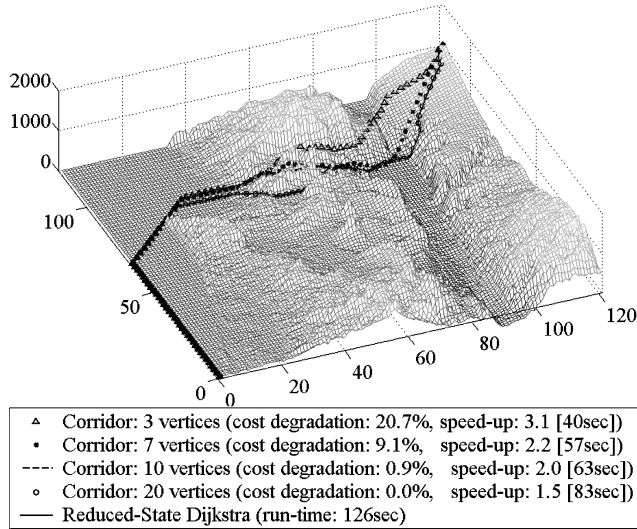 2000
1000
0
100
50
0
0
20
40
60
80
100
120
Corridor: 3 vertices (cost degradation: 20.7%, speed-up: 3.1 [40sec])
Corridor: 7 vertices (cost degradation: 9.1%, speed-up: 2.2 [57sec])
Corridor: 10 vertices (cost degradation: 0.9%, speed-up: 2.0 [63sec])
Corridor: 20 vertices (cost degradation: 0.0%, speed-up: 1.5 [83sec])
Reduced-State Dijkstra (run-time: 126sec)